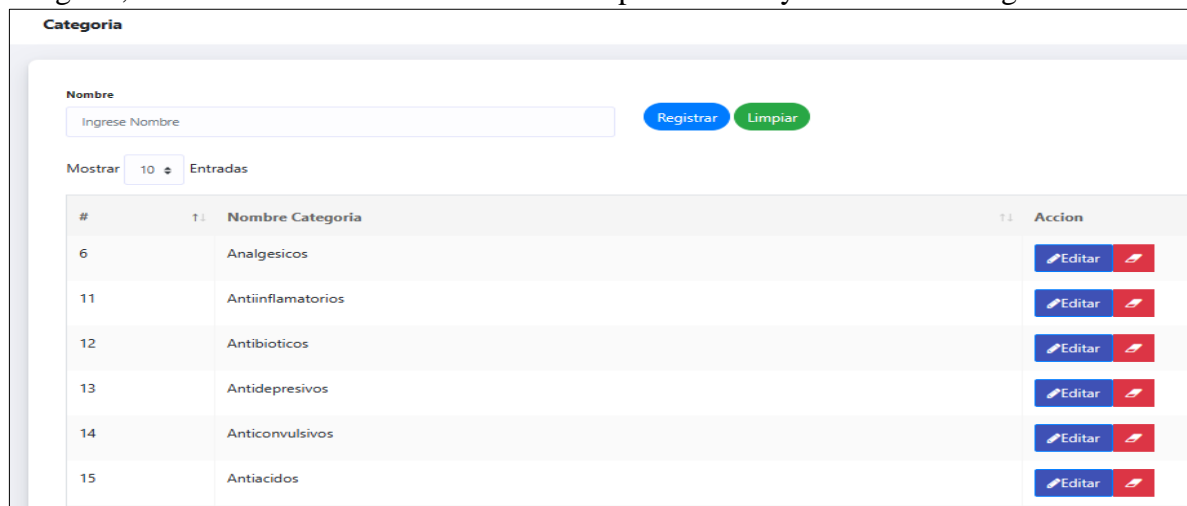 Categoria
Nombre
Ingrese Nombre
Registrar Limpiar
Mostrar 10 Entradas
# Nombre Categoria Accion
6 Analgesicos Editar
11 Antiinflamatorios Editar
12 Antibioticos Editar
13 Antidepresivos Editar
14 Anticonvulsivos Editar
15 Antiacidos Editar